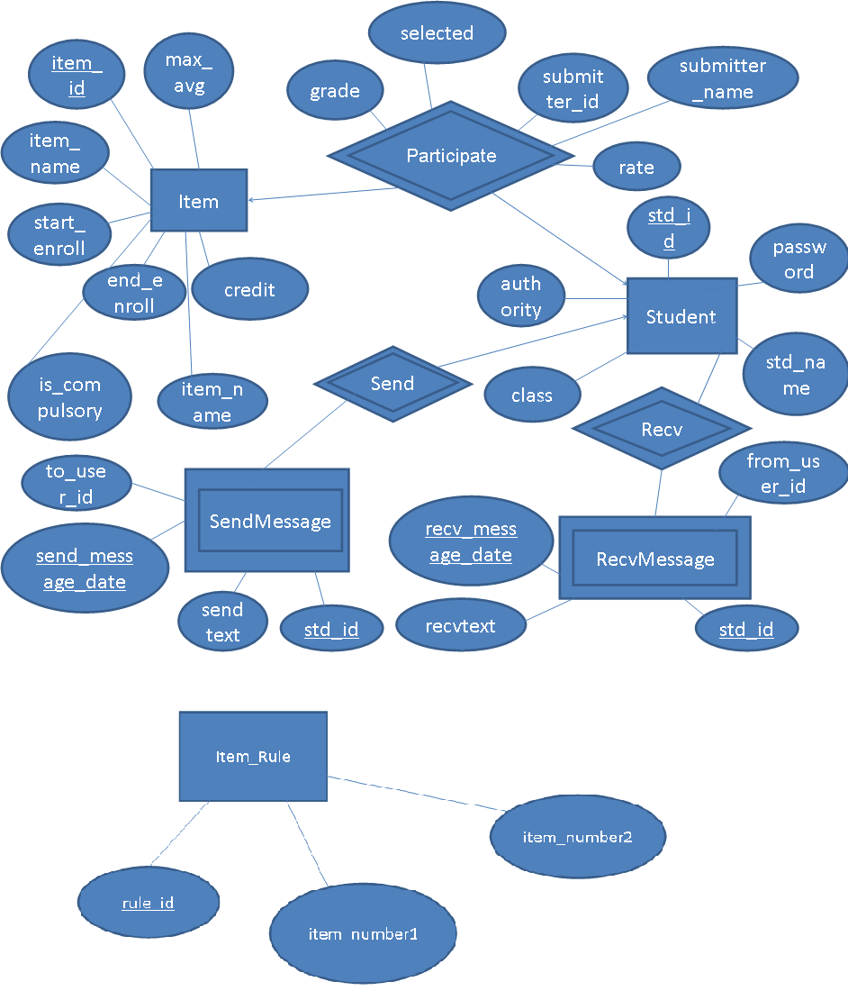 selected
item_
id
max_
avg
grade
submit
ter_id
submitter
_name
item_
name
Participate
rate
Item
start_
enroll
std_i
d
passw
ord
end_e
nroll
credit
auth
ority
Student
is_com
pulsory
item_n
ame
Send
class
std_na
me
Recv
to_use
r_id
from_us
er_id
SendMessage
recv_mess
age_date
send_mess
age_date
RecvMessage
send
text
std_id
recvtext
std_id
Item_Rule
item_number2
rule_id
item_number1